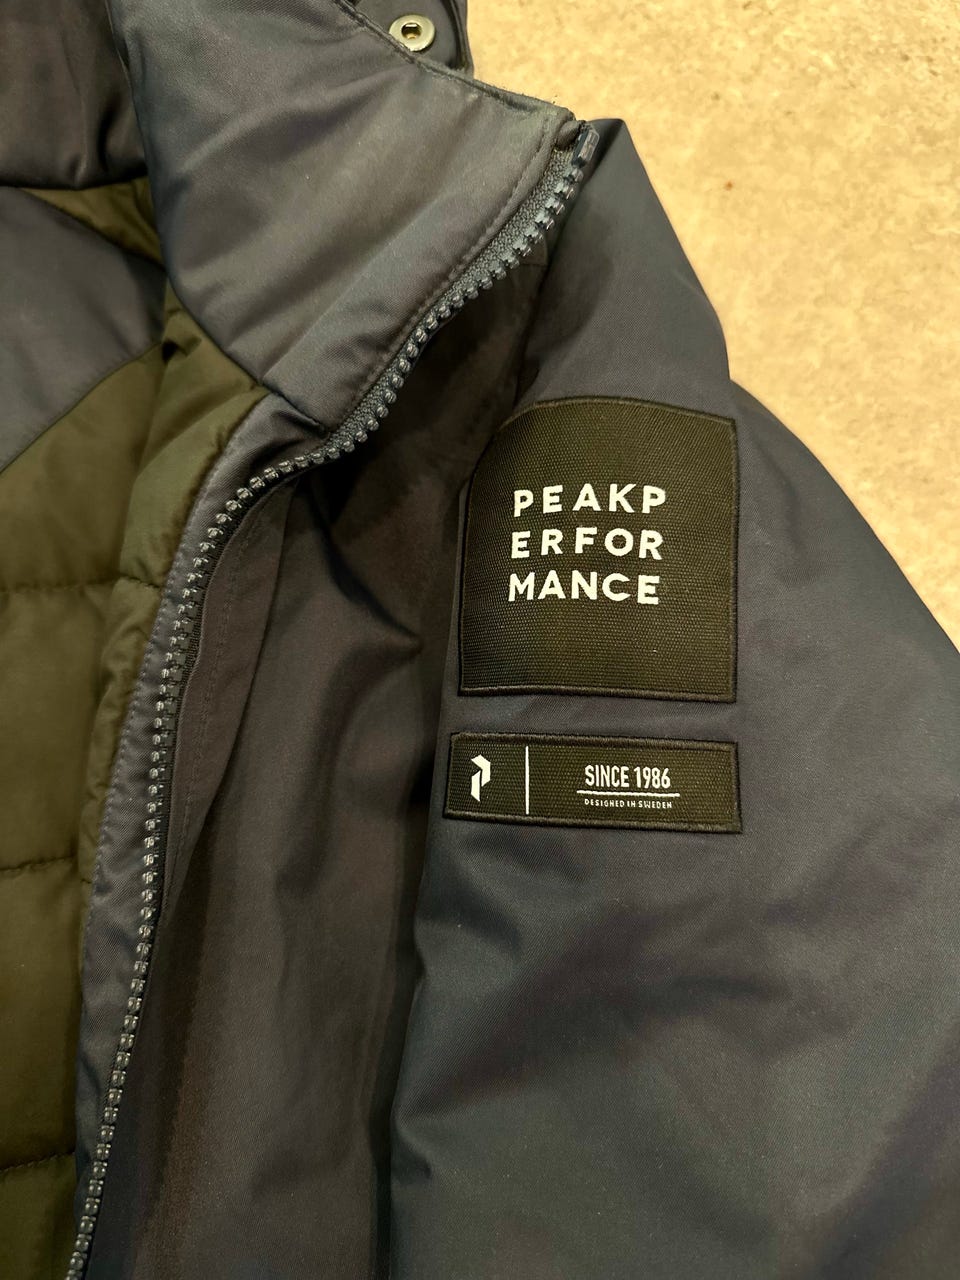 PEAKP
ERFOR
MANCE
SINCE 1986
DESIGNED IN SWEDEN